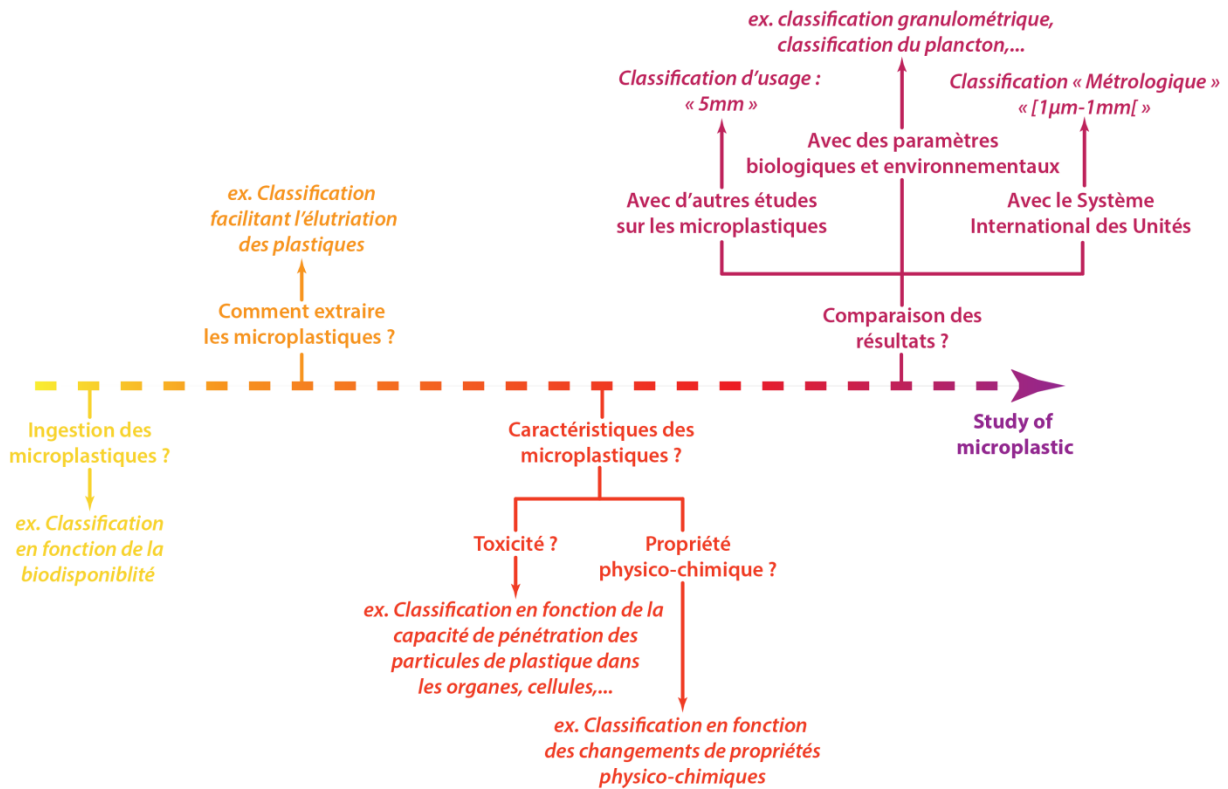 ex. classification granulométrique,
classification du plancton,...
Classification d’usage :
« 5mm »
Classification « Métrologique »
« [1µm-1mm[ »
Avec des paramètres
biologiques et environnementaux
ex. Classification
facilitant l’élutriation
des plastiques
Avec d’autres études
sur les microplastiques
Avec le Système
International des Unités
Comment extraire
les microplastiques ?
Comparaison des
résultats ?
Ingestion des
microplastiques ?
Caractéristiques des
microplastiques ?
Study of
microplastic
ex. Classification
en fonction de la
biodisponiblité
Toxicité ?
Propriété
physico-chimique ?
ex. Classification en fonction de la
capacité de pénétration des
particules de plastique dans
les organes, cellules,...
ex. Classification en fonction
des changements de propriétés
physico-chimiques